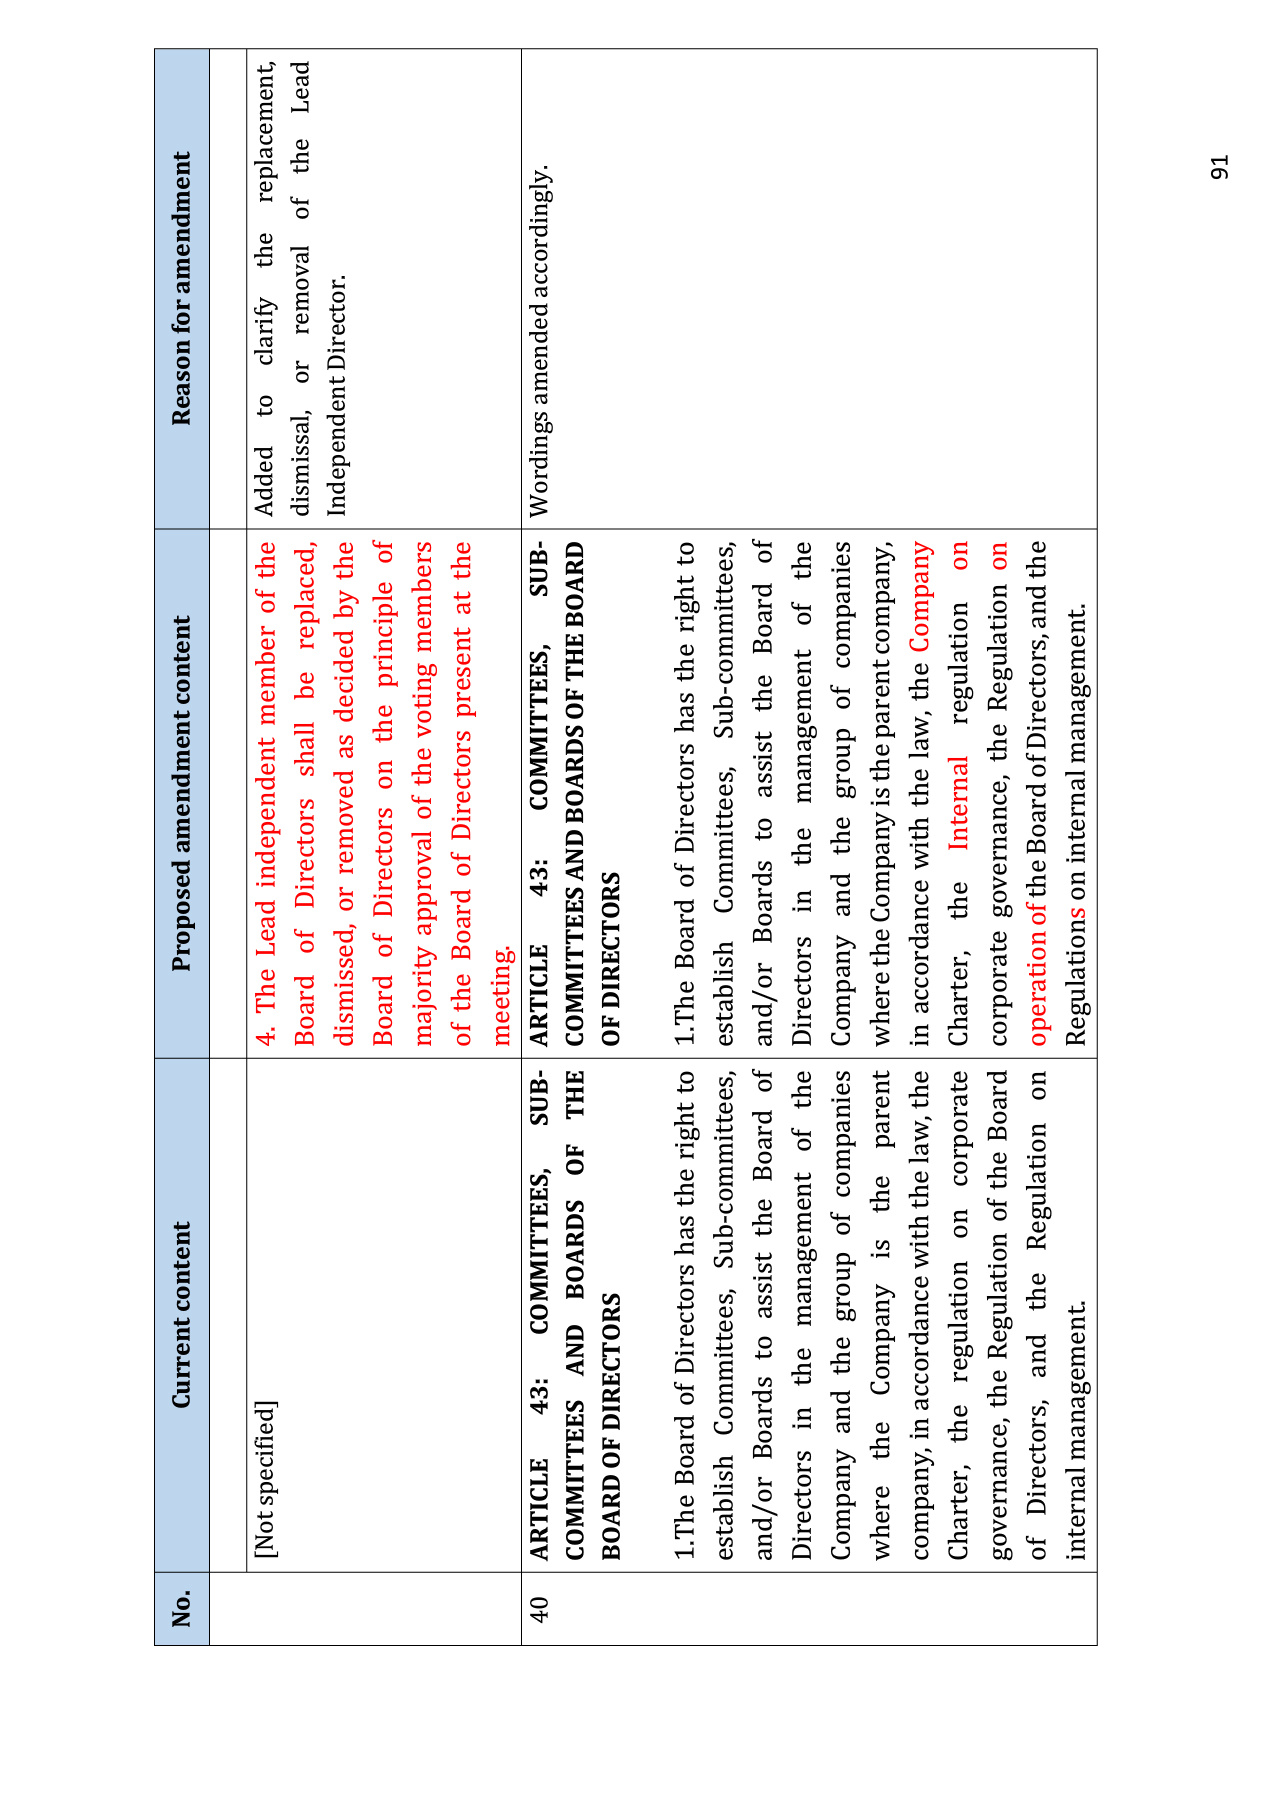 No.
Current content
Proposed amendment content
Reason for amendment
[Not specified]
4. The Lead independent member of the
Board of Directors shall be replaced,
dismissed, or removed as decided by the
Board of Directors on the principle of
majority approval of the voting members
of the Board of Directors present at the
meeting.
Added to clarify the replacement,
dismissal, or removal of the Lead
Independent Director.
40
ARTICLE 43: COMMITTEES, SUB-
COMMITTEES AND BOARDS OF THE
BOARD OF DIRECTORS
1.The Board of Directors has the right to
establish Committees, Sub-committees,
and/or Boards to assist the Board of
Directors in the management of the
Company and the group of companies
where the Company is the parent
company, in accordance with the law, the
Charter, the regulation on corporate
governance, the Regulation of the Board
of Directors, and the Regulation on
internal management.
ARTICLE 43: COMMITTEES, SUB-
COMMITTEES AND BOARDS OF THE BOARD
OF DIRECTORS
1.The Board of Directors has the right to
establish Committees, Sub-committees,
and/or Boards to assist the Board of
Directors in the management of the
Company and the group of companies
where the Company is the parent company,
in accordance with the law, the Company
Charter, the Internal regulation on
corporate governance, the Regulation on
operation of the Board of Directors, and the
Regulations on internal management.
Wordings amended accordingly.
91